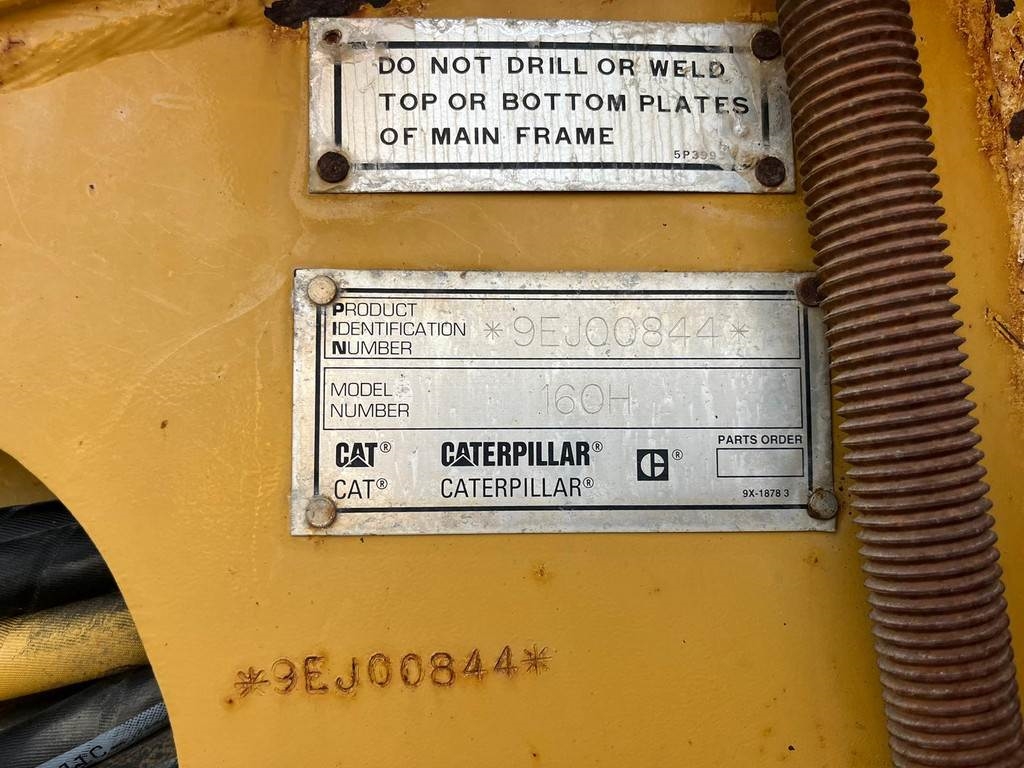 DO NOT DRILL OR WELD
TOP OR BOTTOM PLATES
OF MAIN FRAME
PRODUCT
IDENTIFICATION
NUMBER
*9EJ00844*
MODEL
NUMBER
160H
CAT® CATERPILLAR® C®
CAT® CATERPILLAR®
PARTS ORDER
9X-1878 3
*9EJ00844*